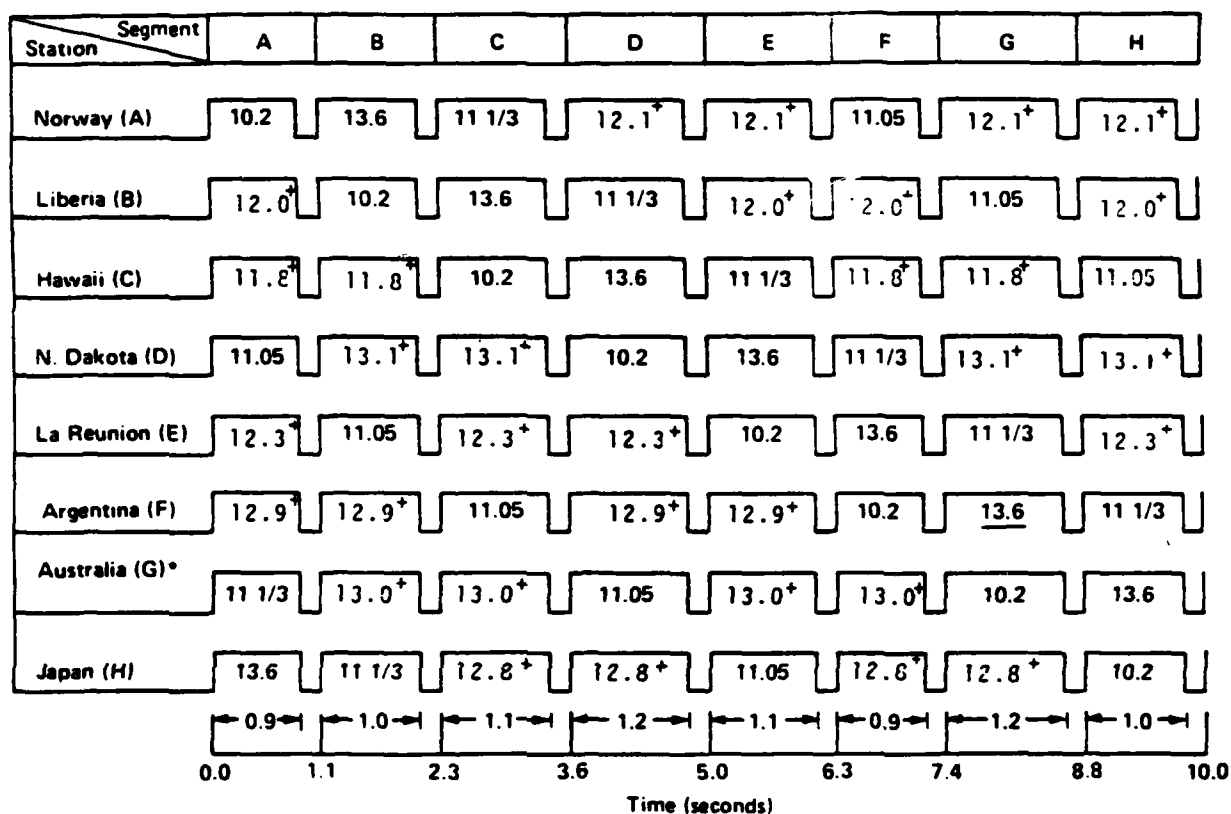 Segment
Station A B C D E F G H
Norway (A) 10.2 13.6 11 1/3 12.1+ 12.1+ 11.05 12.1+ 12.1+
Liberia (B) 12.0+ 10.2 13.6 11 1/3 12.0+ 2.0+ 11.05 12.0+
Hawaii (C) 11.8+ 11.8+ 10.2 13.6 11 1/3 11.8+ 11.8+ 11.05
N. Dakota (D) 11.05 13.1+ 13.1+ 10.2 13.6 11 1/3 13.1+ 13.1+
La Reunion (E) 12.3+ 11.05 12.3+ 12.3+ 10.2 13.6 11 1/3 12.3+
Argentina (F) 12.9+ 12.9+ 11.05 12.9+ 12.9+ 10.2 13.6 11 1/3
Australia (G)* 11 1/3 13.0+ 13.0+ 11.05 13.0+ 13.0+ 10.2 13.6
Japan (H) 13.6 11 1/3 12.8+ 12.8+ 11.05 12.8+ 12.8+ 10.2
0.9 1.0 1.1 1.2 1.1 0.9 1.2 1.0
0.0 1.1 2.3 3.6 5.0 6.3 7.4 8.8 10.0
Time (seconds)